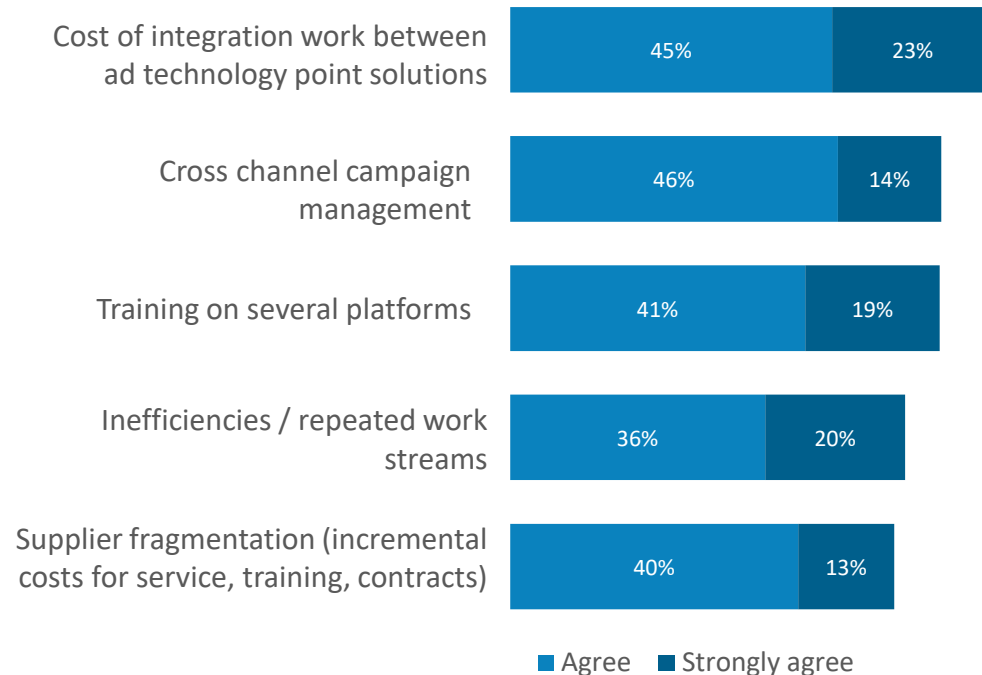 Cost of integration work between
ad technology point solutions
45%
23%
Cross channel campaign
management
46%
14%
Training on several platforms
41%
19%
Inefficiencies / repeated work
streams
36%
20%
Supplier fragmentation (incremental
costs for service, training, contracts)
40%
13%
Agree
Strongly agree